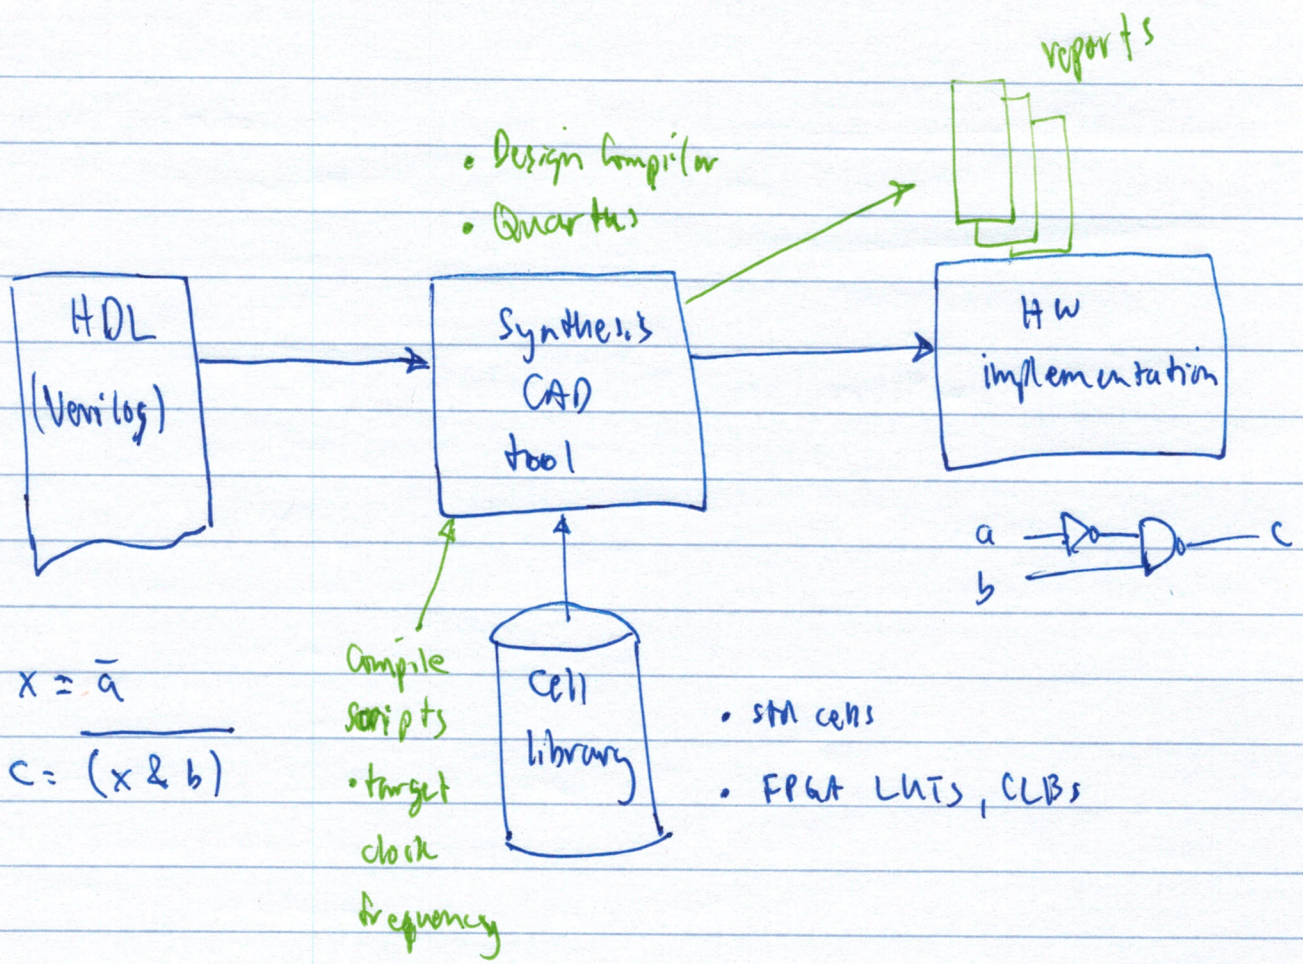 reports
• Design Compiler
• Quartus
HDL
(Verilog)
Synthesis
CAD
tool
HW
implementation
a
b
c
x = a̅
c = \overline{(x & b)}
Compile
scripts
• target
clock
frequency
Cell
library
• std cells
• FPGA LUTs, CLBs